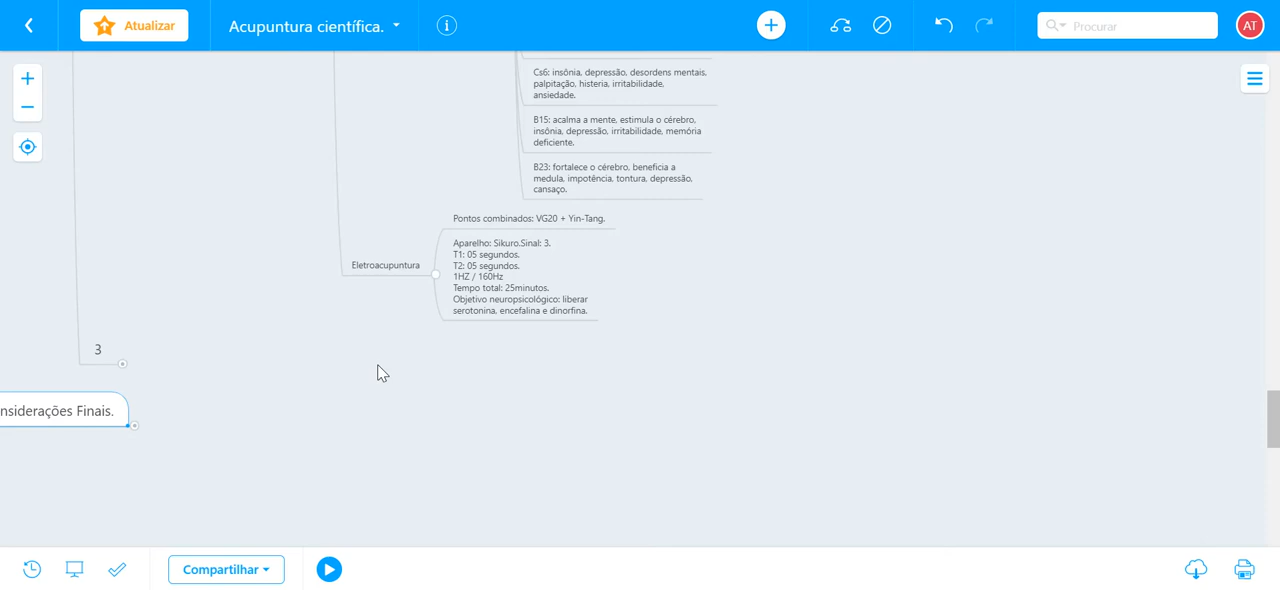 Atualizar
Acupuntura científica.
Procurar
AT
Cs6: insônia, depressão, desordens mentais,
palpitação, histeria, irritabilidade,
ansiedade.
B15: acalma a mente, estimula o cérebro,
insônia, depressão, irritabilidade, memória
deficiente.
B23: fortalece o cérebro, beneficia a
medula, impotência, tontura, depressão,
cansaço.
Pontos combinados: VG20 + Yin-Tang.
Eletroacupuntura
Aparelho: Sikuro.Sinal: 3.
T1: 05 segundos.
T2: 05 segundos.
1HZ / 160Hz
Tempo total: 25minutos.
Objetivo neuropsicológico: liberar
serotonina, encefalina e dinorfina.
3
nsiderações Finais.
Compartilhar